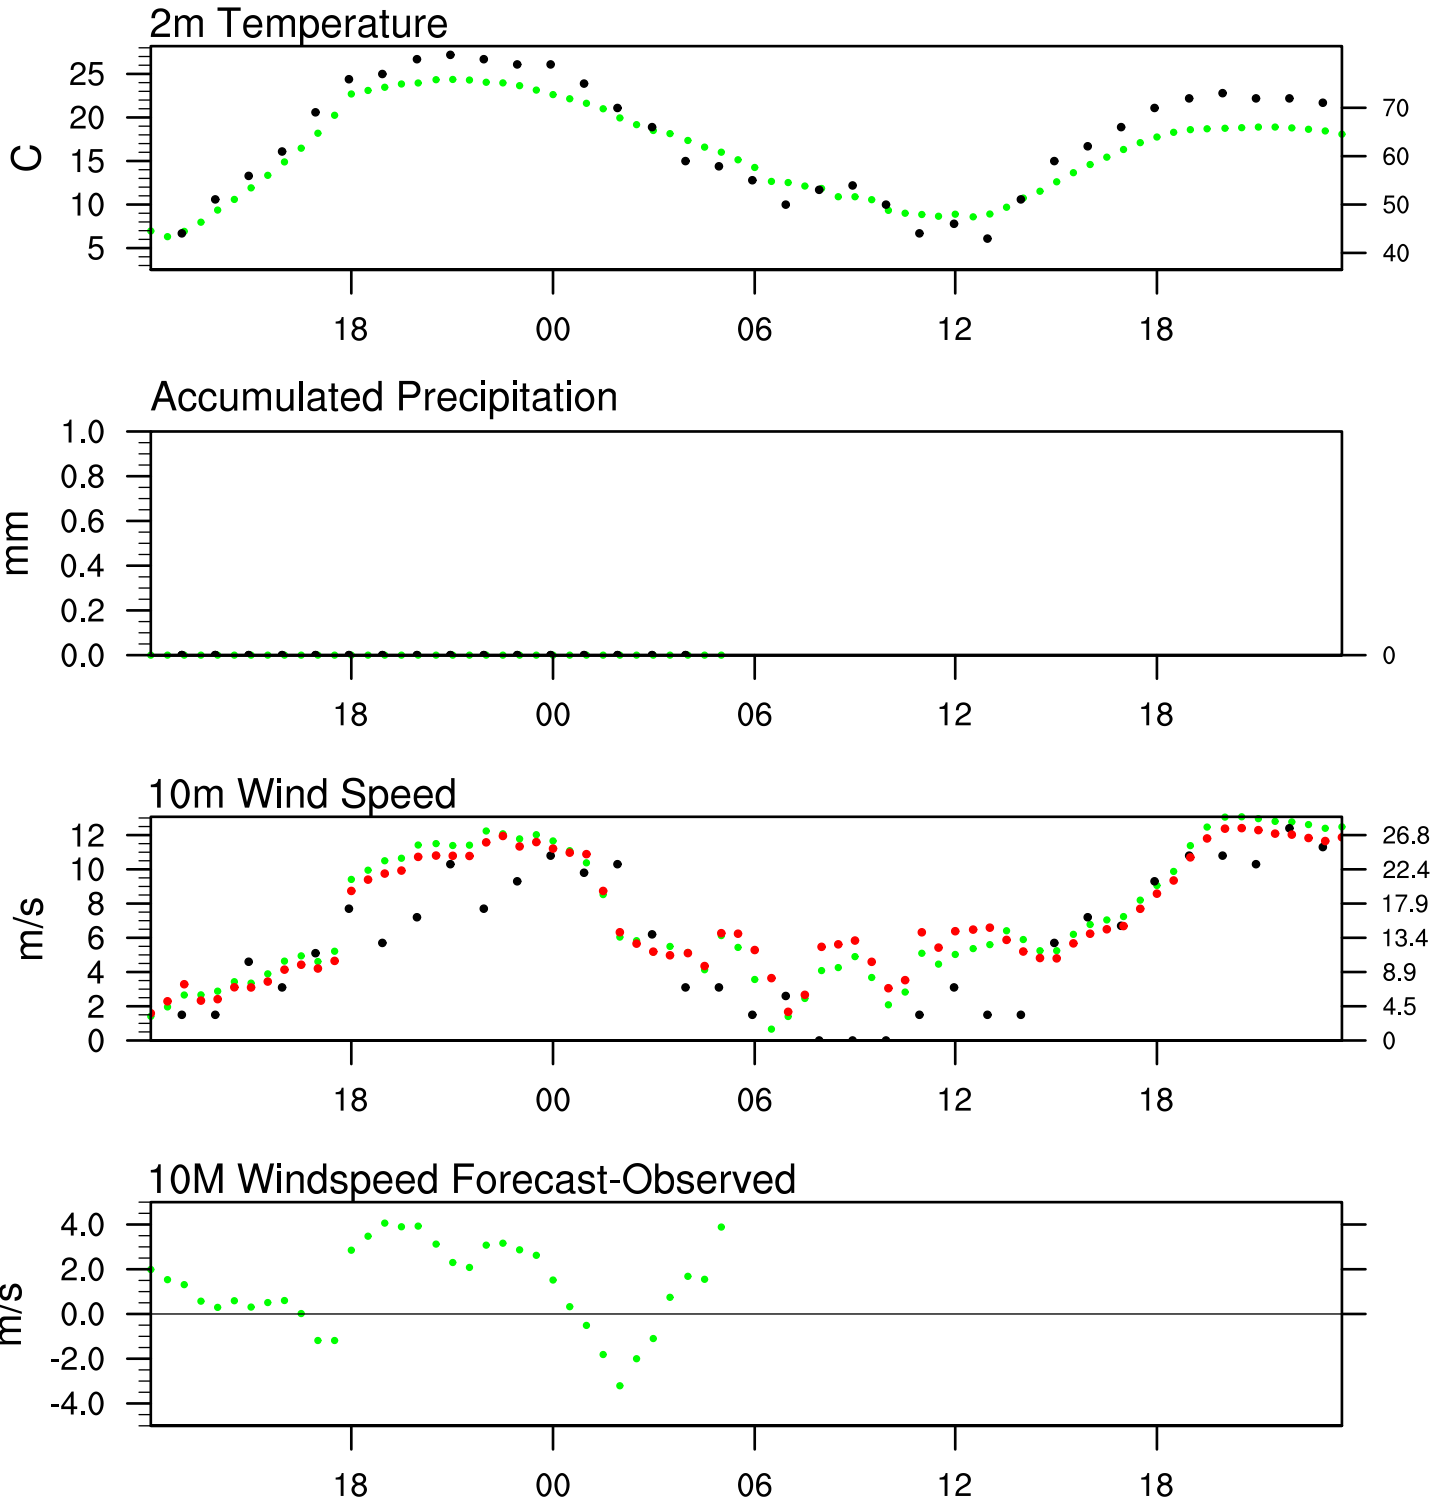 2m Temperature
25
20
15
10
5
C
70
60
50
40
18 00 06 12 18
Accumulated Precipitation
1.0
0.8
0.6
0.4
0.2
0.0
mm
0
18 00 06 12 18
10m Wind Speed
12
10
8
6
4
2
0
m/s
26.8
22.4
17.9
13.4
8.9
4.5
0
18 00 06 12 18
10M Windspeed Forecast-Observed
4.0
2.0
0.0
-2.0
-4.0
m/s
18 00 06 12 18